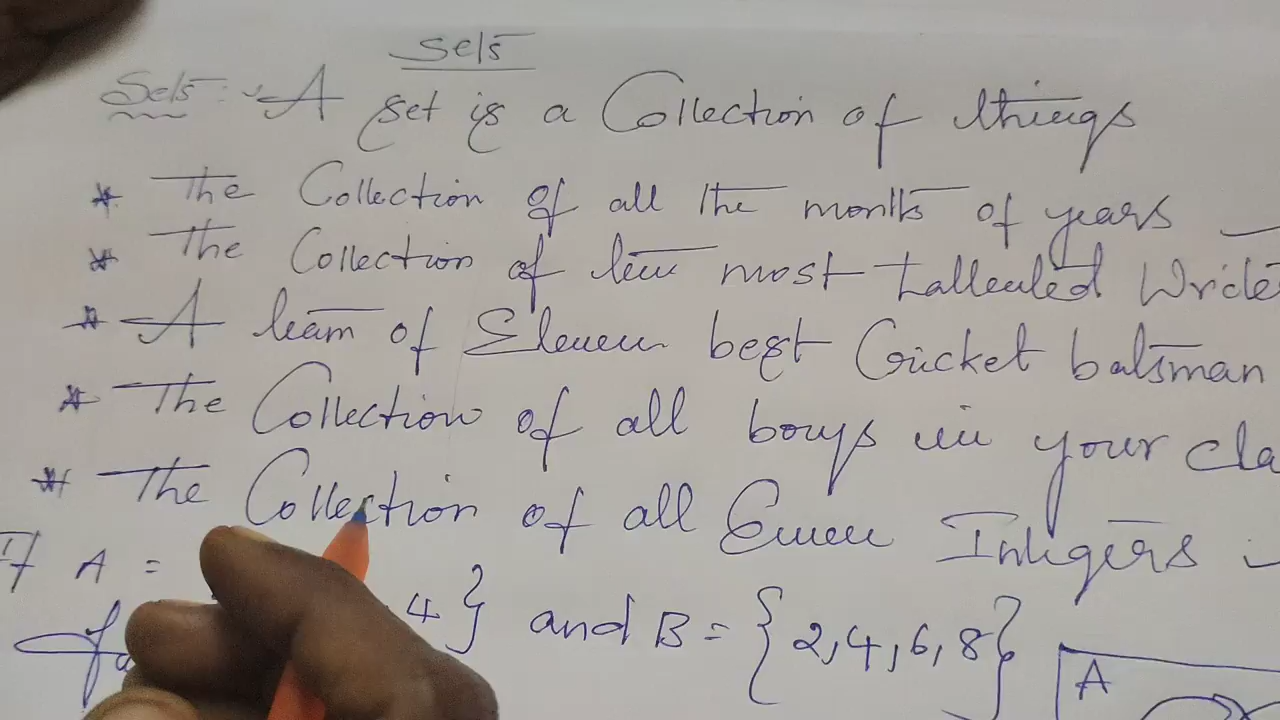 Sets
Sets :- A set is a Collection of things
* The Collection of all the months of years
* The Collection of ten most tallented Write
* A team of Eleven best Cricket batsman
* The Collection of all boys in your cla
* The Collection of all Even Integers
If A = 4} and B = {2,4,6,8}
A